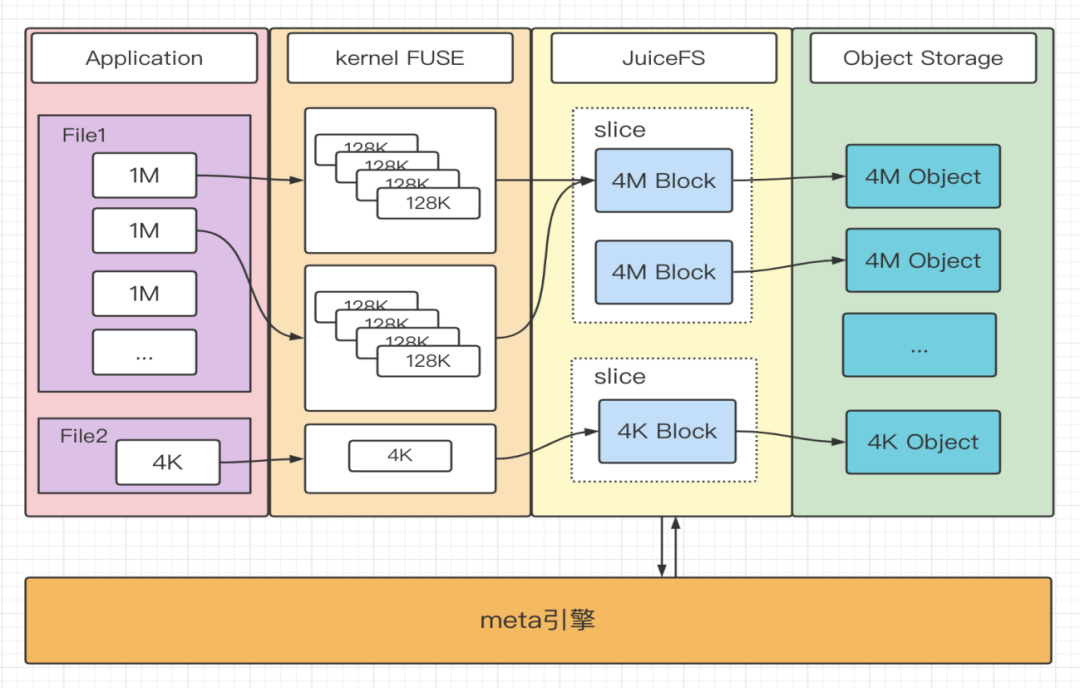 Application
kernel FUSE
JuiceFS
Object Storage
File1
1M
1M
1M
...
File2
4K
128K
128K
128K
128K
128K
128K
128K
128K
4K
slice
4M Block
4M Block
slice
4K Block
4M Object
4M Object
...
4K Object
meta引擎